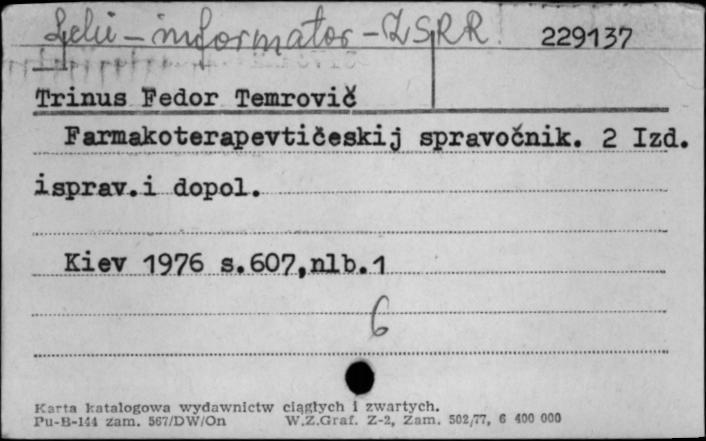 Leki - informator - ZSRR 229137
Trinus Fedor Temrovič
Farmakoterapevtičeskij spravočnik. 2 Izd.
isprav.i dopol.
Kiev 1976 s.607,nlb.1
6
Karta katalogowa wydawnictw ciągłych i zwartych.
Pu-B-144 zam. 567/DW/On W.Z.Graf. Z-2, Zam. 502/77, 6 400 000